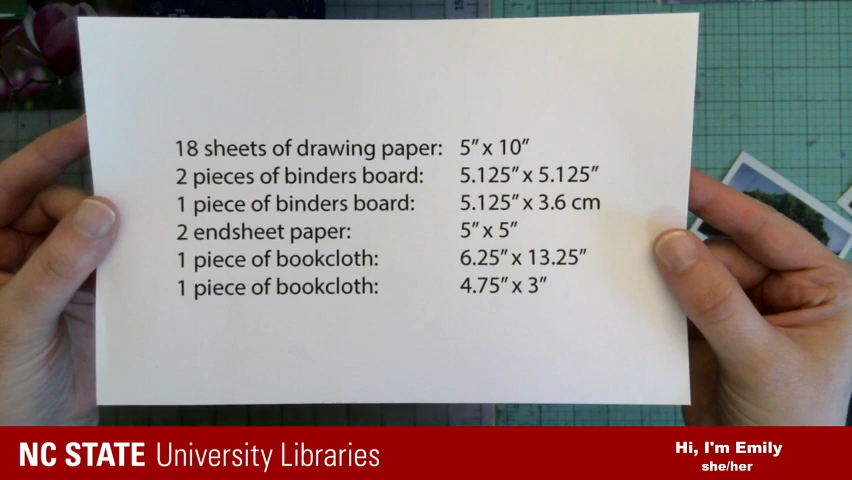 18 sheets of drawing paper: 5” x 10”
2 pieces of binders board: 5.125” x 5.125”
1 piece of binders board: 5.125” x 3.6 cm
2 endsheet paper: 5” x 5”
1 piece of bookcloth: 6.25” x 13.25”
1 piece of bookcloth: 4.75” x 3”
NC STATE University Libraries
Hi, I'm Emily
she/her